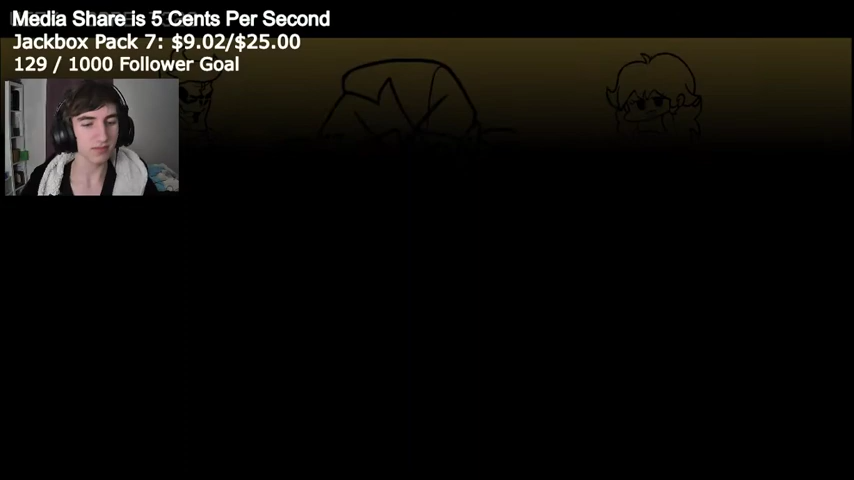 Media Share is 5 Cents Per Second
Jackbox Pack 7: $9.02/$25.00
129 / 1000 Follower Goal